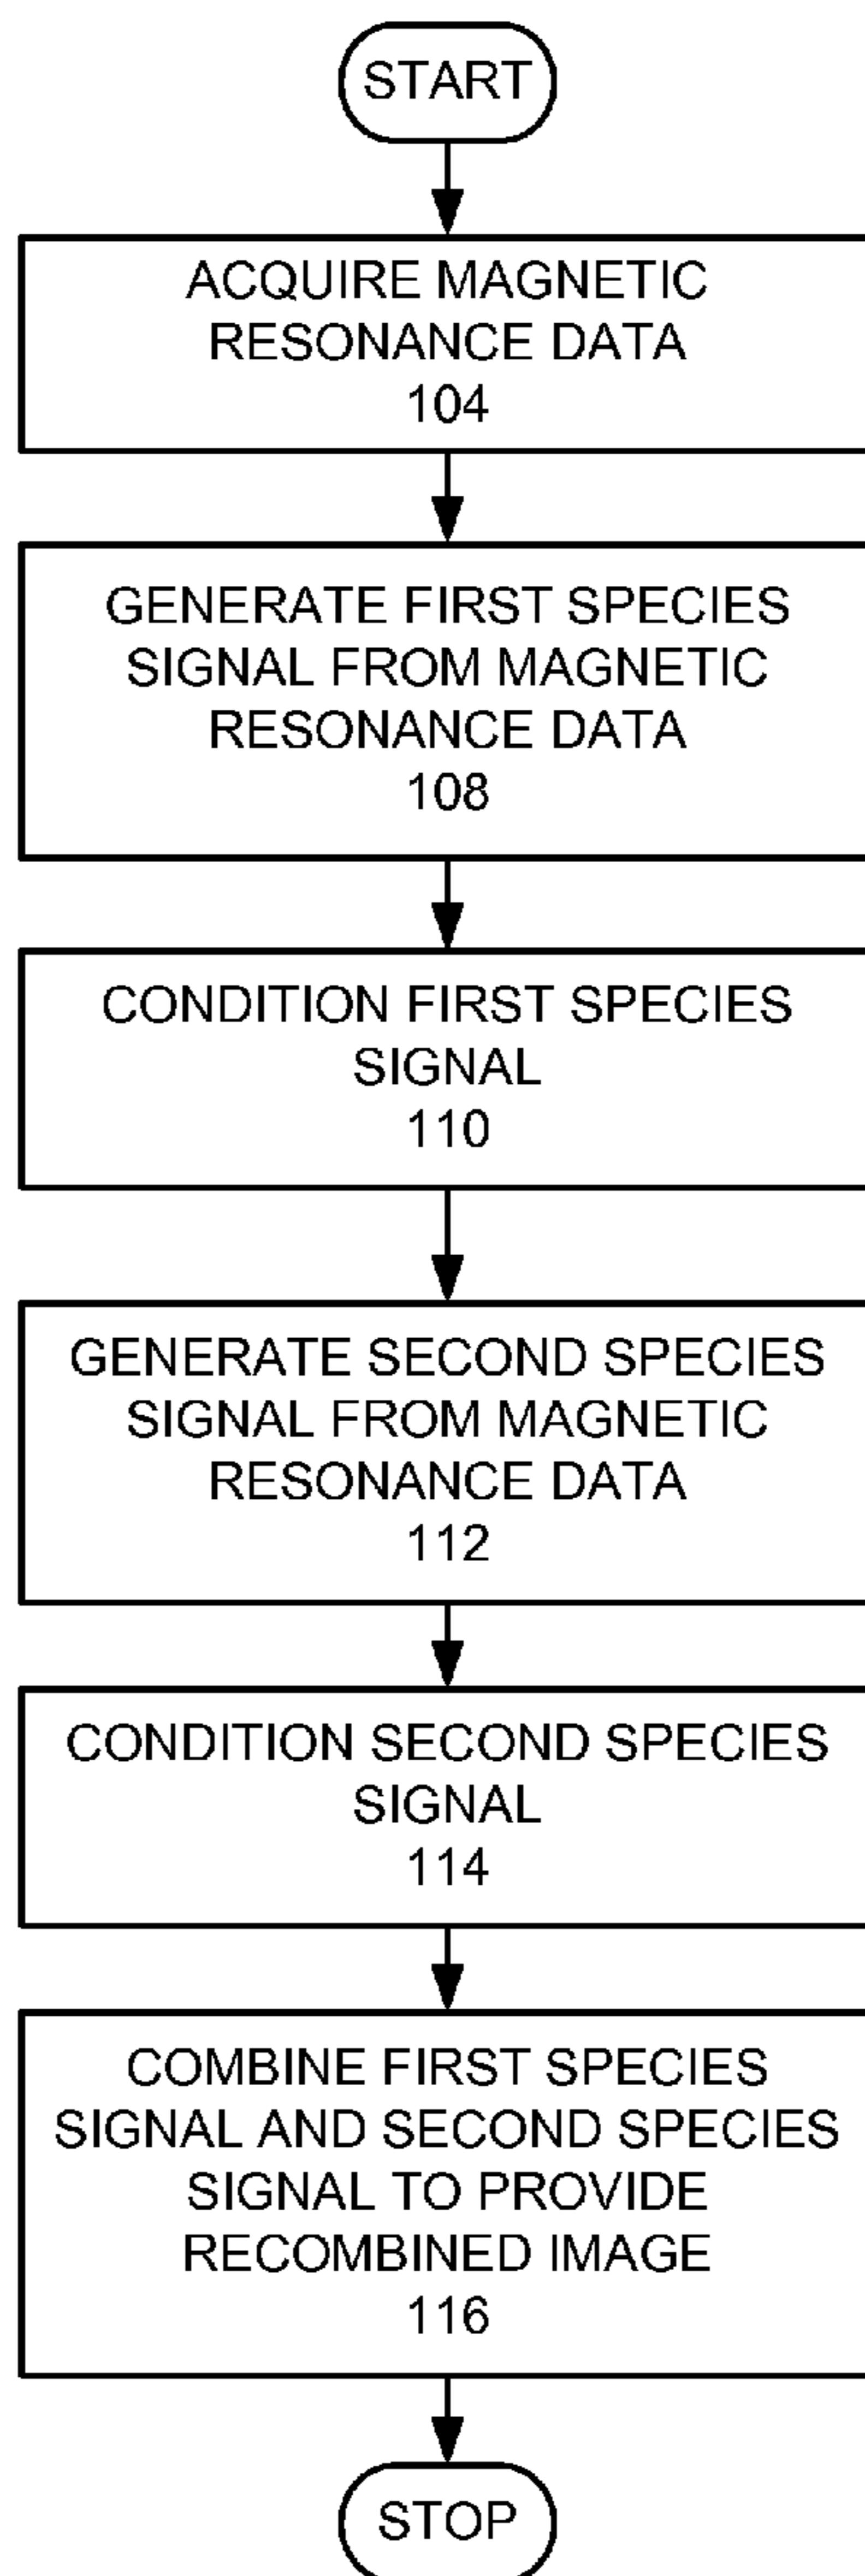 START
ACQUIRE MAGNETIC
RESONANCE DATA
104
GENERATE FIRST SPECIES
SIGNAL FROM MAGNETIC
RESONANCE DATA
108
CONDITION FIRST SPECIES
SIGNAL
110
GENERATE SECOND SPECIES
SIGNAL FROM MAGNETIC
RESONANCE DATA
112
CONDITION SECOND SPECIES
SIGNAL
114
COMBINE FIRST SPECIES
SIGNAL AND SECOND SPECIES
SIGNAL TO PROVIDE
RECOMBINED IMAGE
116
STOP